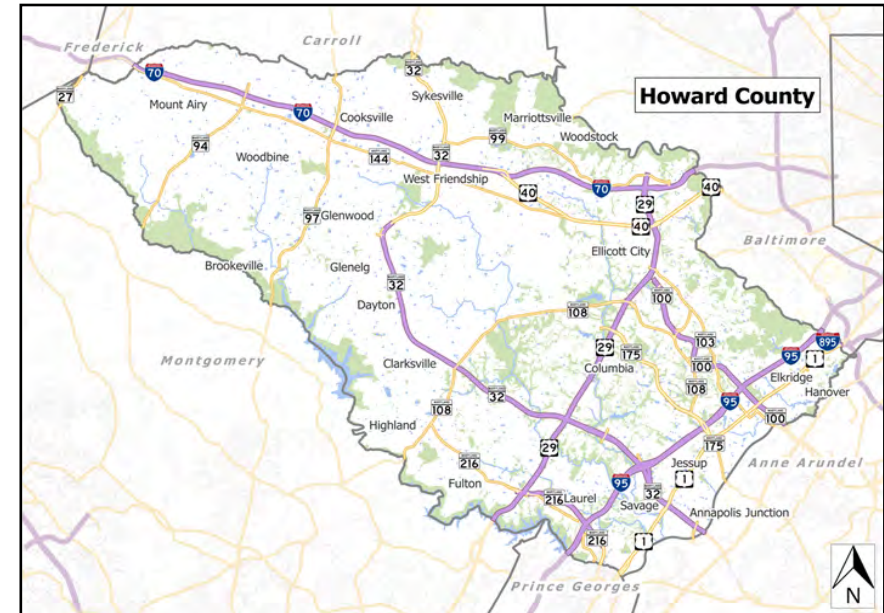 Frederick
Carroll
Howard County
70
32
27
Mount Airy
Sykesville
Marriottsville
70
Cooksville
94
99
Woodstock
Woodbine
144
32
West Friendship
40
70
29
40
97
Glenwood
40
Baltimore
Ellicott City
Brookeville
Glenelg
32
100
Dayton
108
Montgomery
29
175
103
895
95
1
Clarksville
Columbia
100
Elkridge
32
108
95
Hanover
108
100
Highland
29
175
216
Jessup
Anne Arundel
Fulton
95
1
216
Laurel
32
Savage
Annapolis Junction
216
1
Prince Georges
N